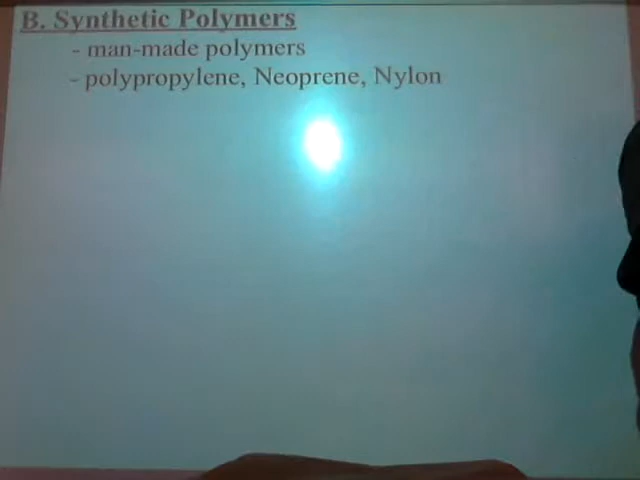 B. Synthetic Polymers
- man-made polymers
- polypropylene, Neoprene, Nylon